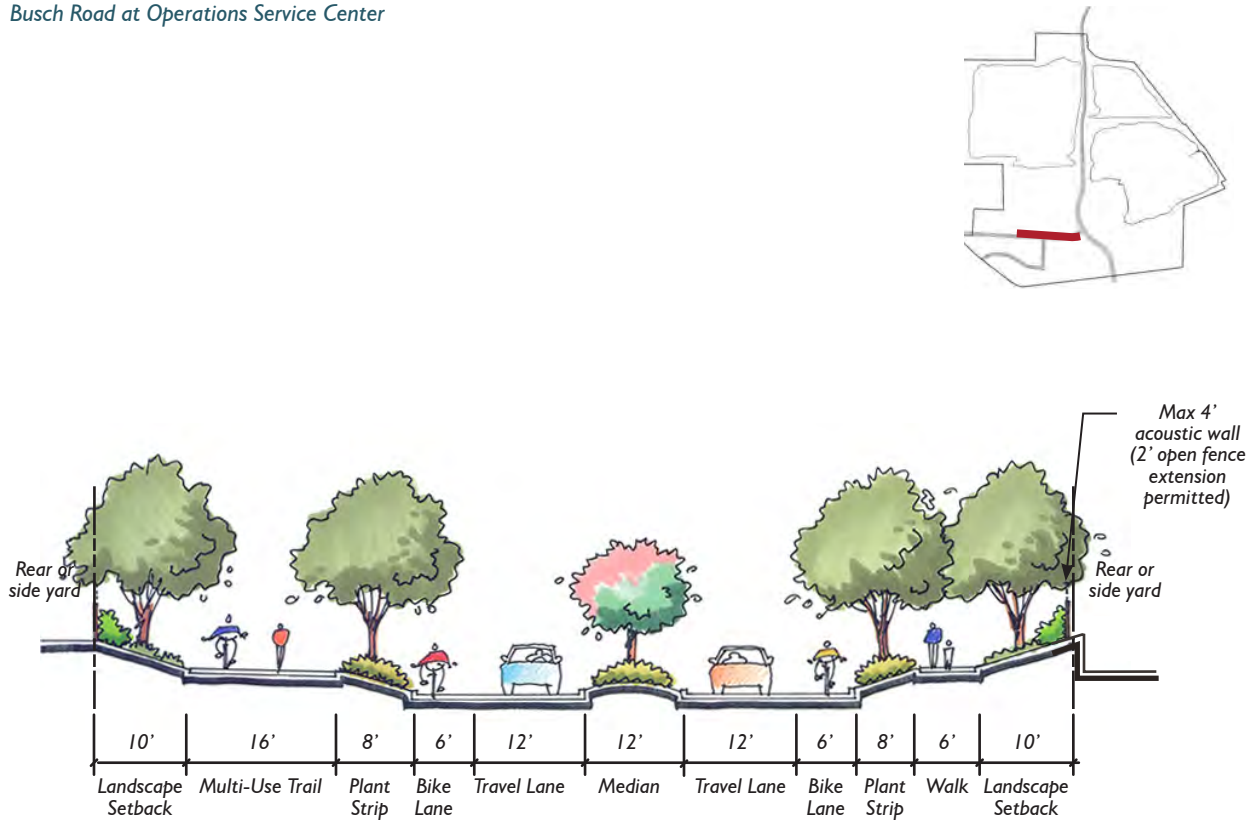 Busch Road at Operations Service Center
Max 4’
acoustic wall
(2’ open fence
extension
permitted)
Rear or
side yard
Rear or
side yard
10’
16’
8’
6’
12’
12’
12’
6’
8’
6’
10’
Landscape
Setback
Multi-Use Trail
Plant
Strip
Bike
Lane
Travel Lane
Median
Travel Lane
Bike
Lane
Plant
Strip
Walk
Landscape
Setback